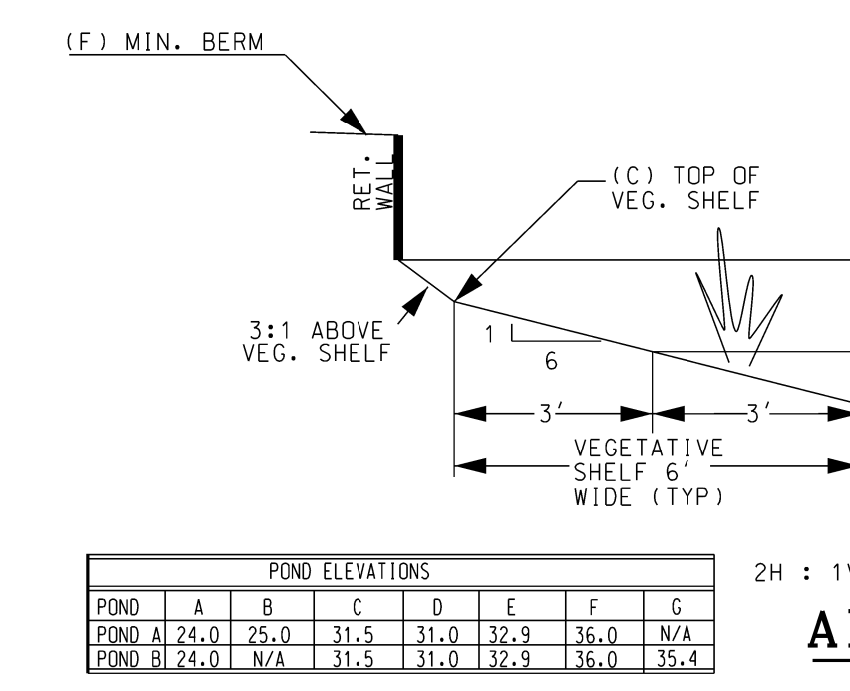 (F) MIN. BERM
RET.
WALL
(C) TOP OF
VEG. SHELF
3:1 ABOVE
VEG. SHELF
1
6
3' 3'
VEGETATIVE
SHELF 6'
WIDE (TYP)
POND ELEVATIONS
POND A B C D E F G
POND A 24.0 25.0 31.5 31.0 32.9 36.0 N/A
POND B 24.0 N/A 31.5 31.0 32.9 36.0 35.4
2H : 1
A